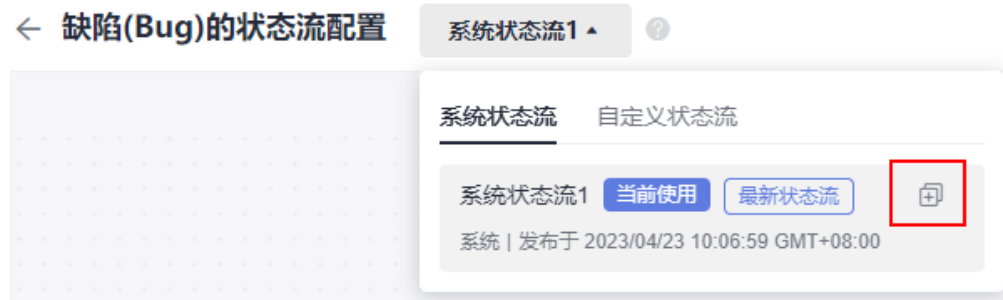 缺陷(Bug)的状态流配置 系统状态流1
系统状态流 自定义状态流
系统状态流1 当前使用 最新状态流
系统 | 发布于 2023/04/23 10:06:59 GMT+08:00